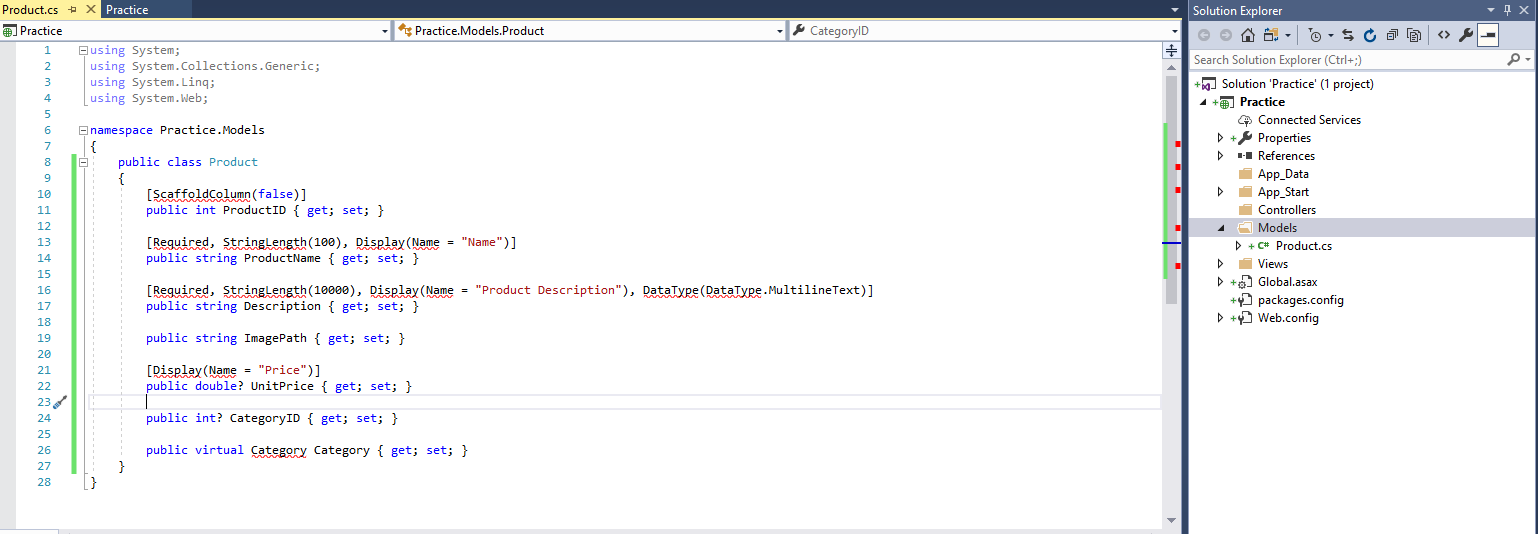 Product.cs
Practice
Practice
Practice.Models.Product
CategoryID
1 using System;
2 using System.Collections.Generic;
3 using System.Linq;
4 using System.Web;
5
6 namespace Practice.Models
7 {
8 public class Product
9 {
10 [ScaffoldColumn(false)]
11 public int ProductID { get; set; }
12
13 [Required, StringLength(100), Display(Name = "Name")]
14 public string ProductName { get; set; }
15
16 [Required, StringLength(10000), Display(Name = "Product Description"), DataType(DataType.MultilineText)]
17 public string Description { get; set; }
18
19 public string ImagePath { get; set; }
20
21 [Display(Name = "Price")]
22 public double? UnitPrice { get; set; }
23
24 public int? CategoryID { get; set; }
25
26 public virtual Category Category { get; set; }
27 }
28 }
Solution Explorer
Search Solution Explorer (Ctrl+;)
Solution 'Practice' (1 project)
Practice
Connected Services
Properties
References
App_Data
App_Start
Controllers
Models
C# Product.cs
Views
Global.asax
packages.config
Web.config